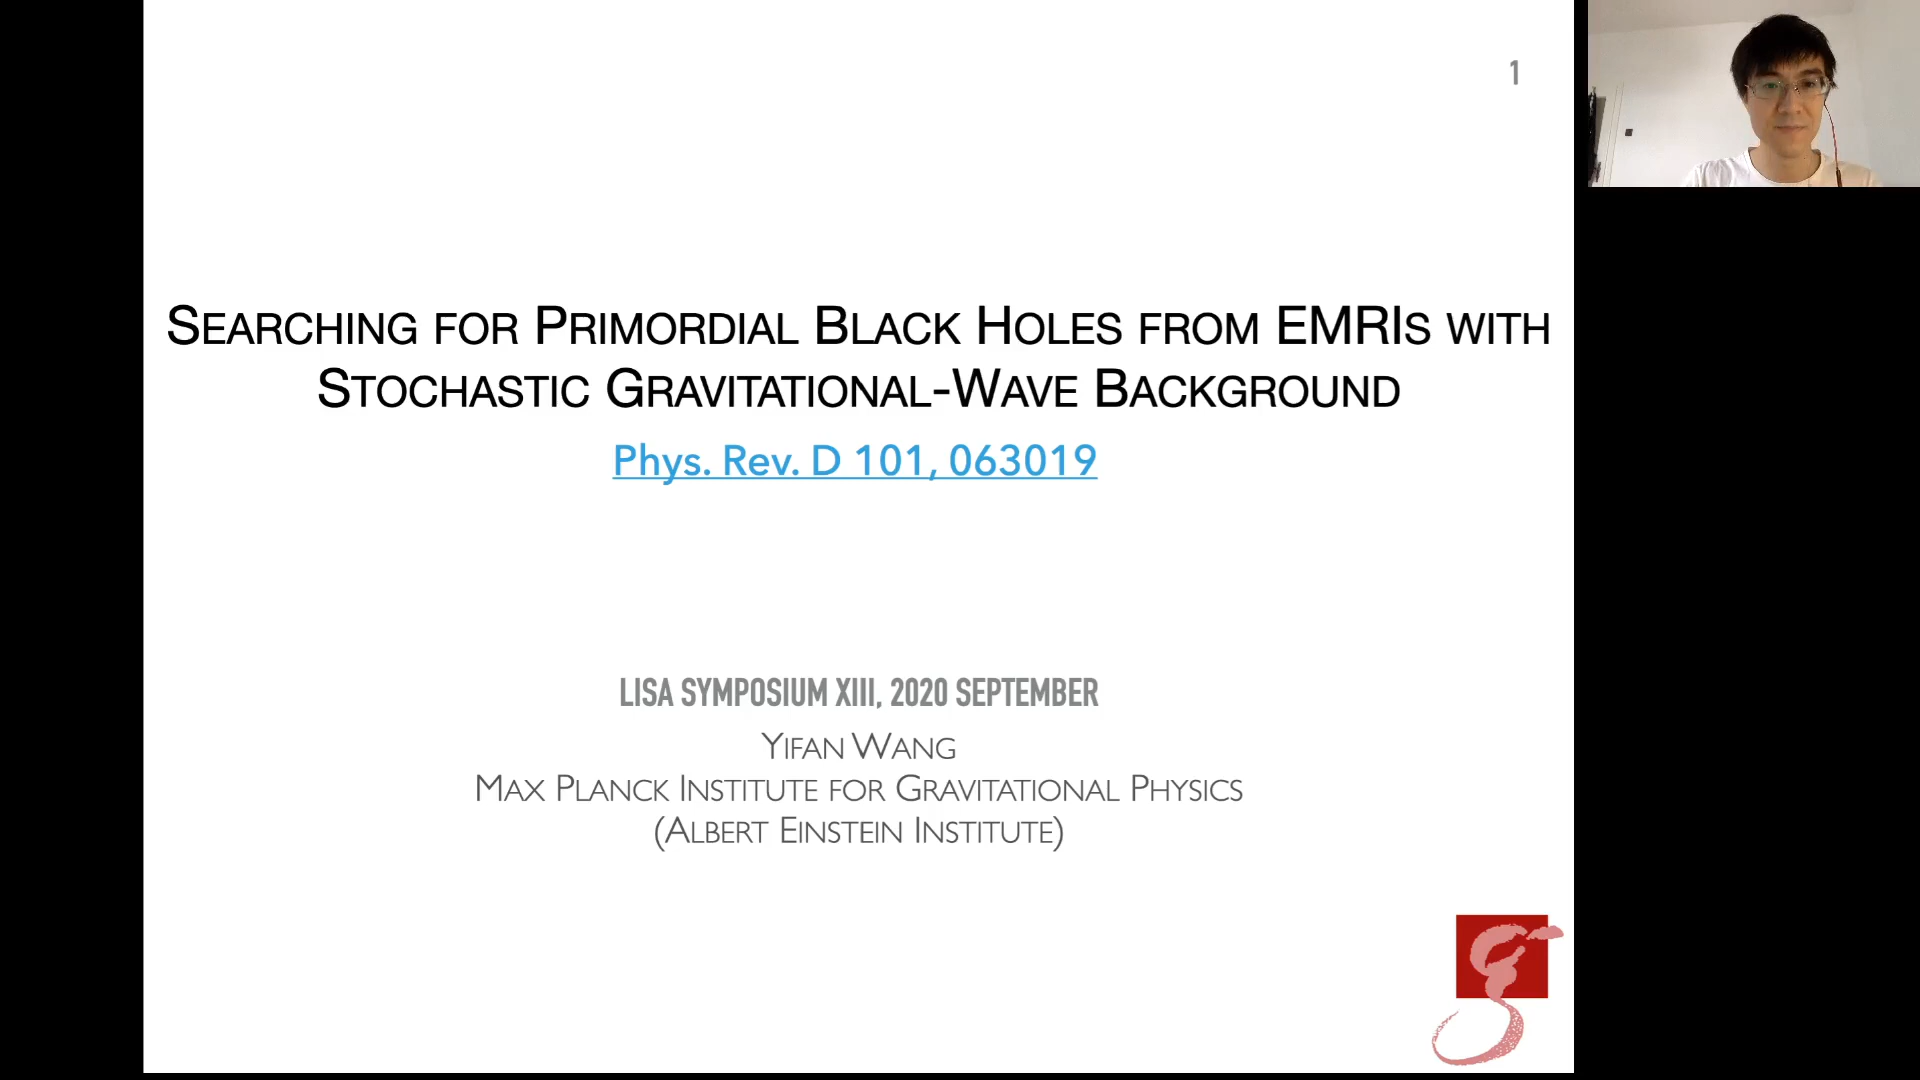 1
SEARCHING FOR PRIMORDIAL BLACK HOLES FROM EMRIS WITH
STOCHASTIC GRAVITATIONAL-WAVE BACKGROUND
Phys. Rev. D 101, 063019
LISA SYMPOSIUM XIII, 2020 SEPTEMBER
YIFAN WANG
MAX PLANCK INSTITUTE FOR GRAVITATIONAL PHYSICS
(ALBERT EINSTEIN INSTITUTE)